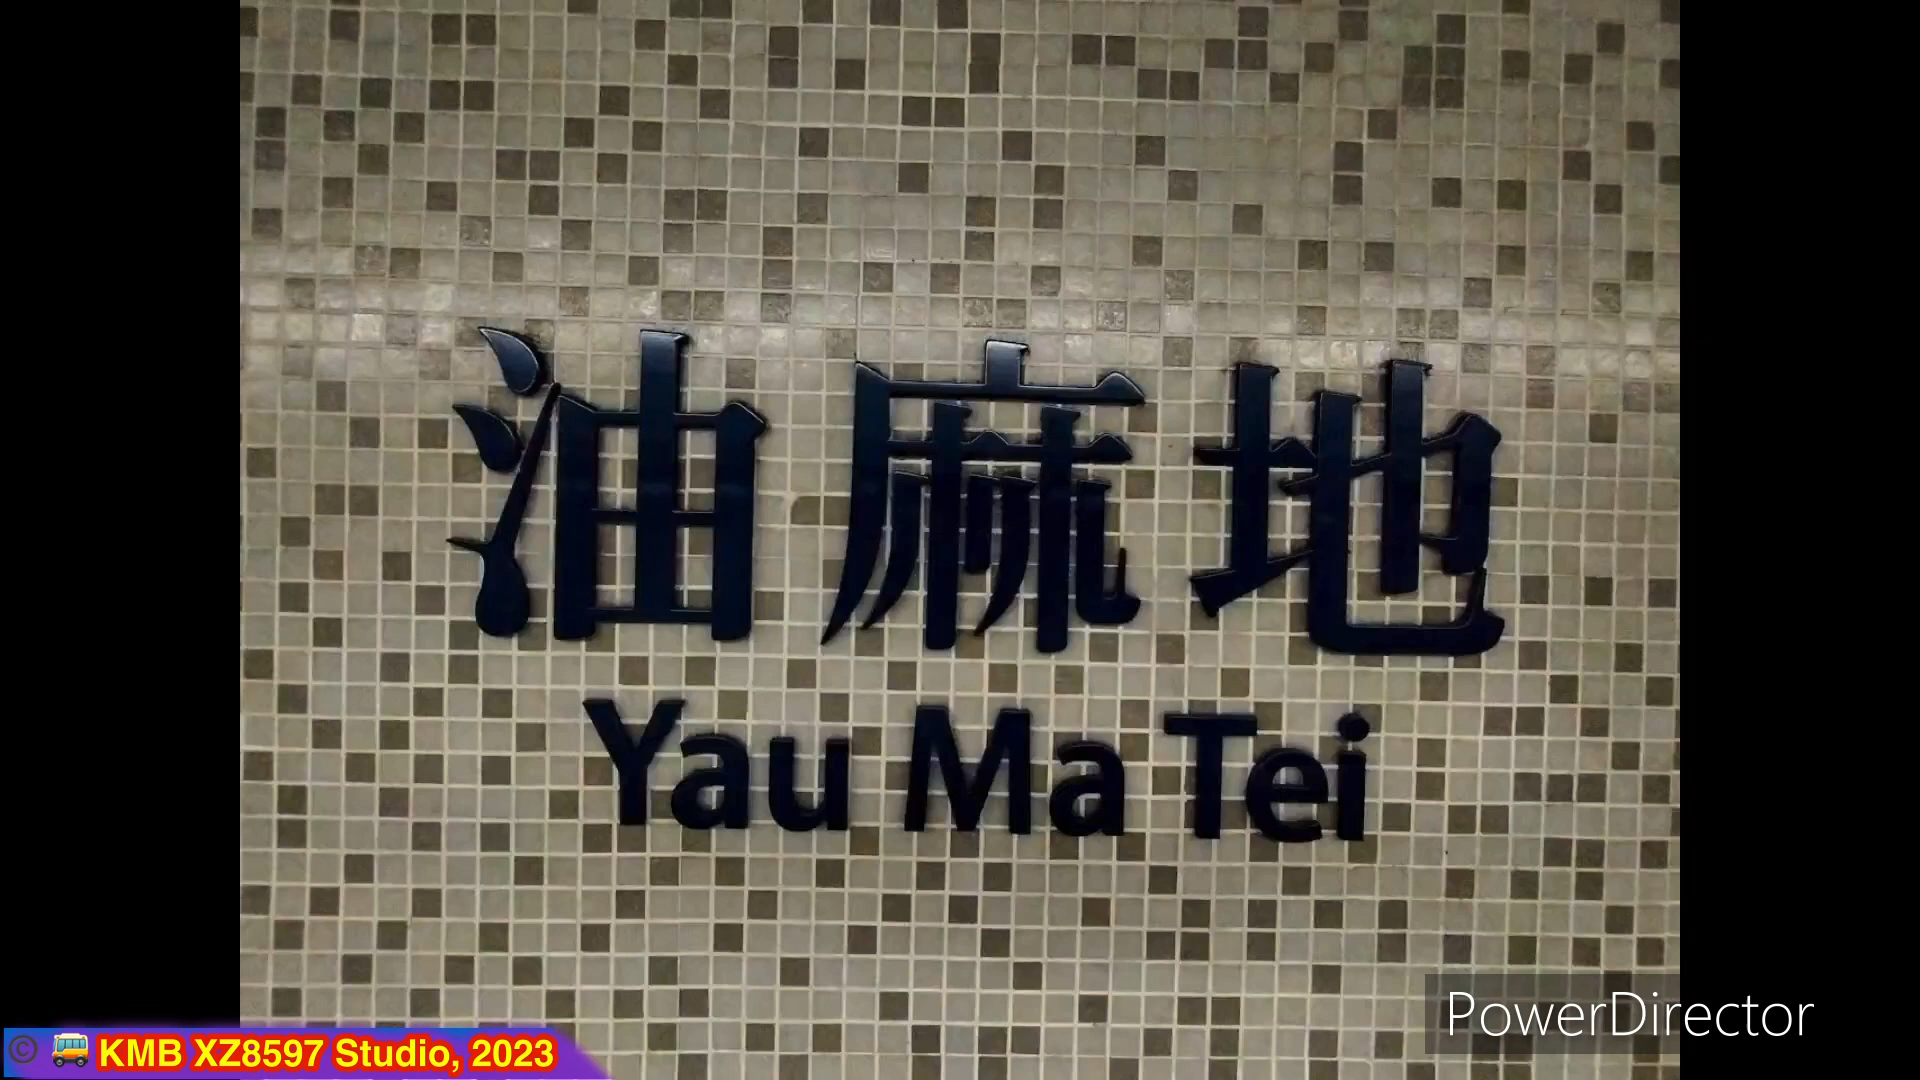 油麻地
Yau Ma Tei
PowerDirector
© 🚌 KMB XZ8597 Studio, 2023